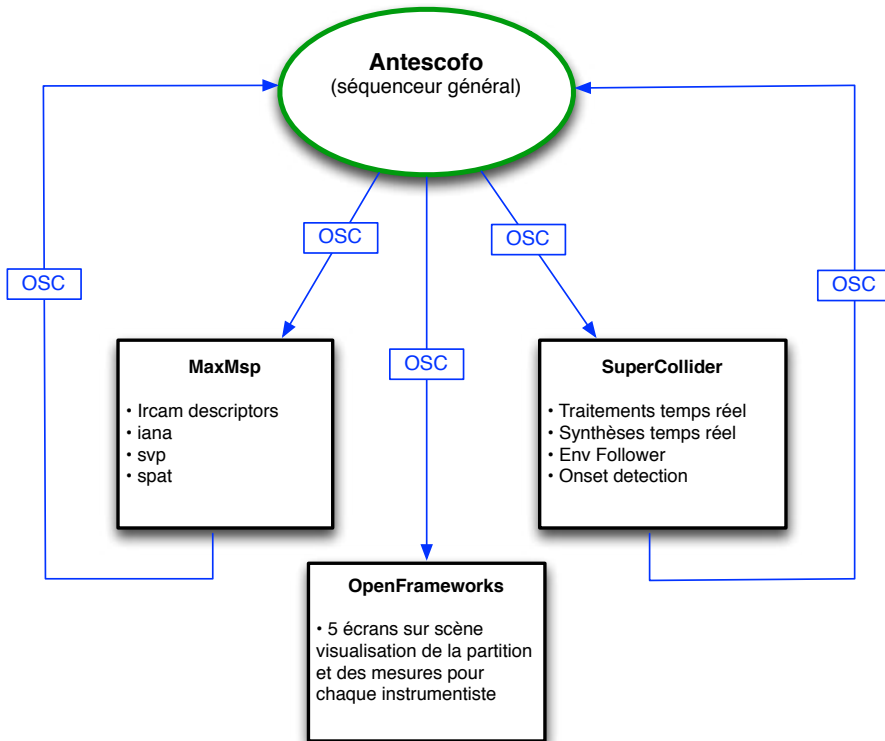 Antescofo
(séquenceur général)
OSC
OSC
OSC
OSC
OSC
MaxMsp
• Ircam descriptors
• iana
• svp
• spat
SuperCollider
• Traitements temps réel
• Synthèses temps réel
• Env Follower
• Onset detection
OpenFrameworks
• 5 écrans sur scène
visualisation de la partition
et des mesures pour
chaque instrumentiste